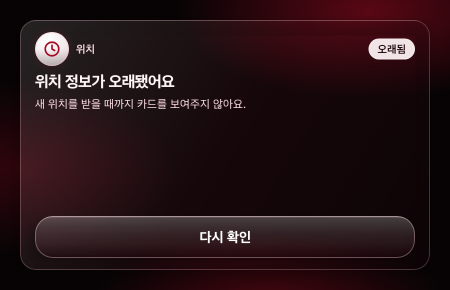 위치
오래됨
위치 정보가 오래됐어요
새 위치를 받을 때까지 카드를 보여주지 않아요.
다시 확인